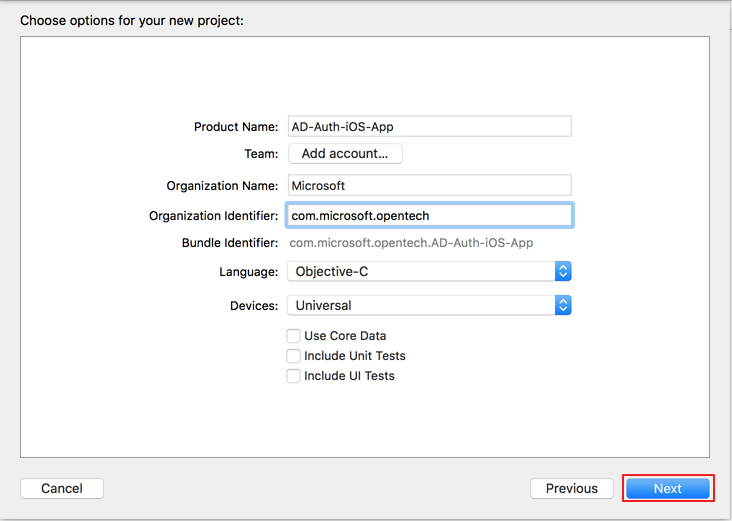 Choose options for your new project:
Product Name: AD-Auth-iOS-App
Team: Add account...
Organization Name: Microsoft
Organization Identifier: com.microsoft.opentech
Bundle Identifier: com.microsoft.opentech.AD-Auth-iOS-App
Language: Objective-C
Devices: Universal
Use Core Data
Include Unit Tests
Include UI Tests
Cancel Previous Next